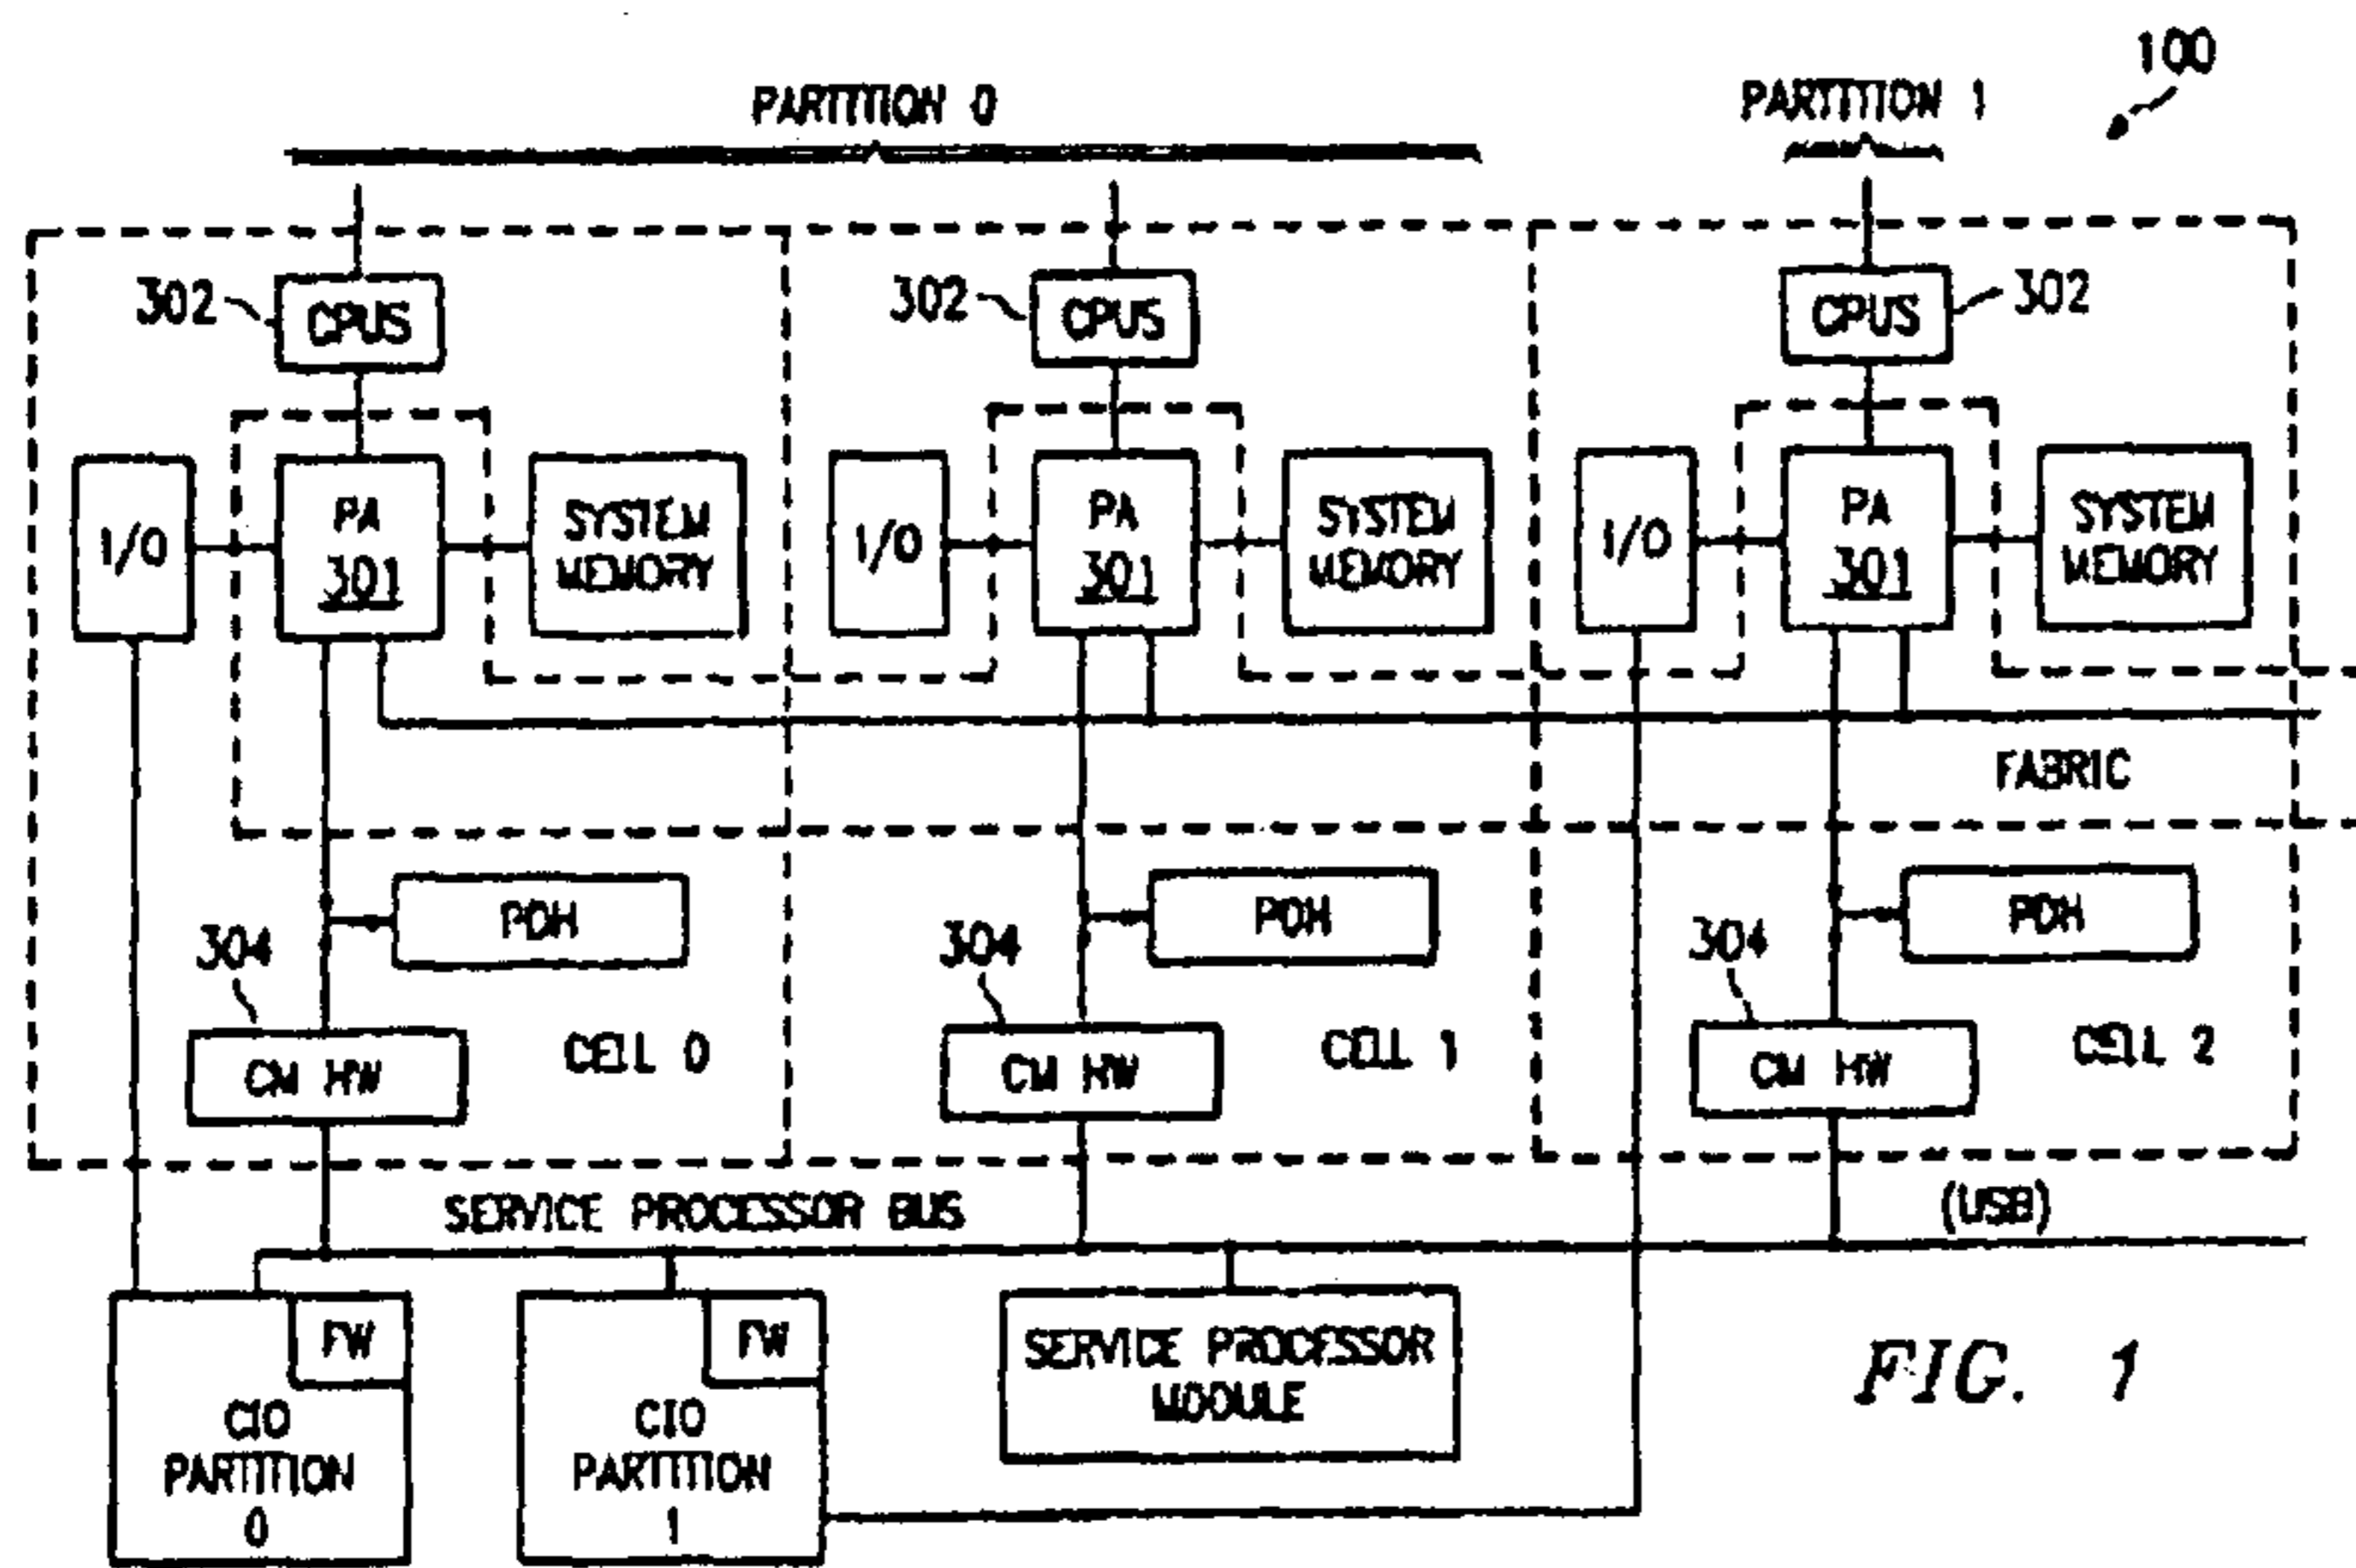 100
PARTITION 0
PARTITION 1
302
CPUS
302
CPUS
CPUS
302
I/O
PA
301
SYSTEM
MEMORY
I/O
PA
301
SYSTEM
MEMORY
I/O
PA
301
SYSTEM
MEMORY
FABRIC
PDH
PDH
PDH
304
304
304
CM HW
CELL 0
CM HW
CELL 1
CM HW
CELL 2
SERVICE PROCESSOR BUS
(USB)
FW
CIO
PARTITION
0
FW
CIO
PARTITION
1
SERVICE PROCESSOR
MODULE
FIG. 1